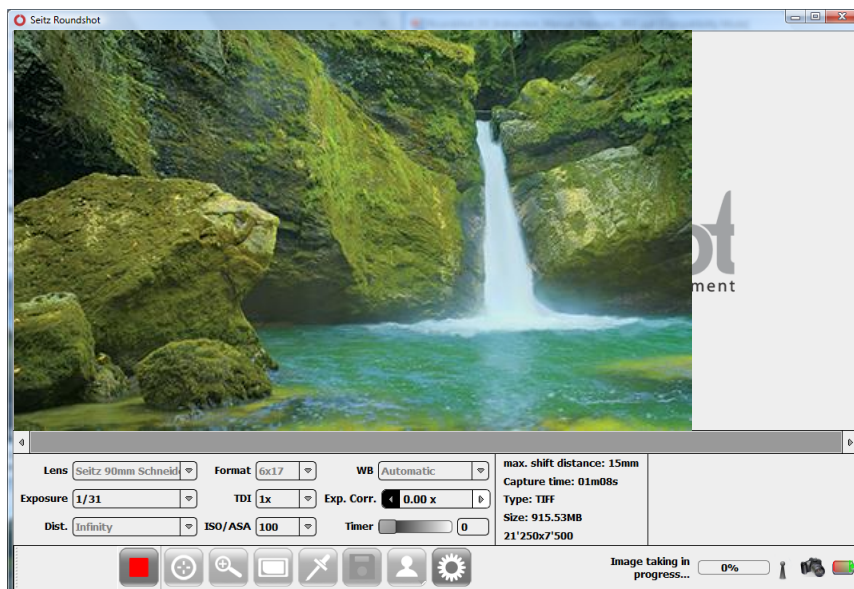 Seitz Roundshot
ot
ment
Lens Seitz 90mm Schneid Format 6x17 WB Automatic
Exposure 1/31 TDI 1x Exp. Corr. 0.00 x
Dist. Infinity ISO/ASA 100 Timer 0
max. shift distance: 15mm
Capture time: 01m08s
Type: TIFF
Size: 915.53MB
21'250x7'500
Image taking in
progress... 0%